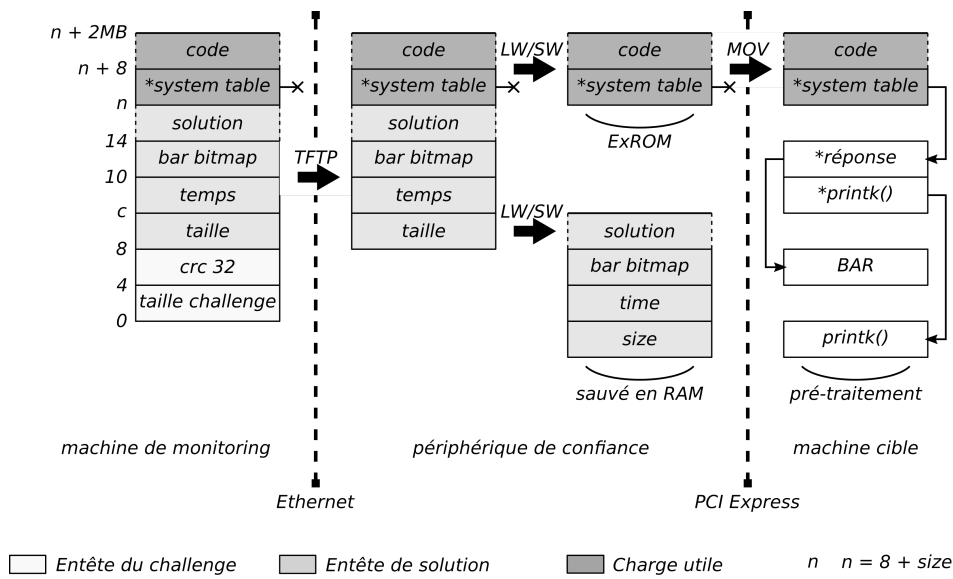 n + 2MB
code
n + 8
*system table
n
solution
14
bar bitmap
10
temps
c
taille
8
crc 32
4
taille challenge
0
TFTP
code
*system table
solution
bar bitmap
temps
taille
LW/SW
code
*system table
ExROM
LW/SW
solution
bar bitmap
time
size
sauvé en RAM
MOV
code
*system table
*réponse
*printk()
BAR
printk()
pré-traitement
machine de monitoring
périphérique de confiance
machine cible
Ethernet
PCI Express
Entête du challenge
Entête de solution
Charge utile
n n = 8 + size